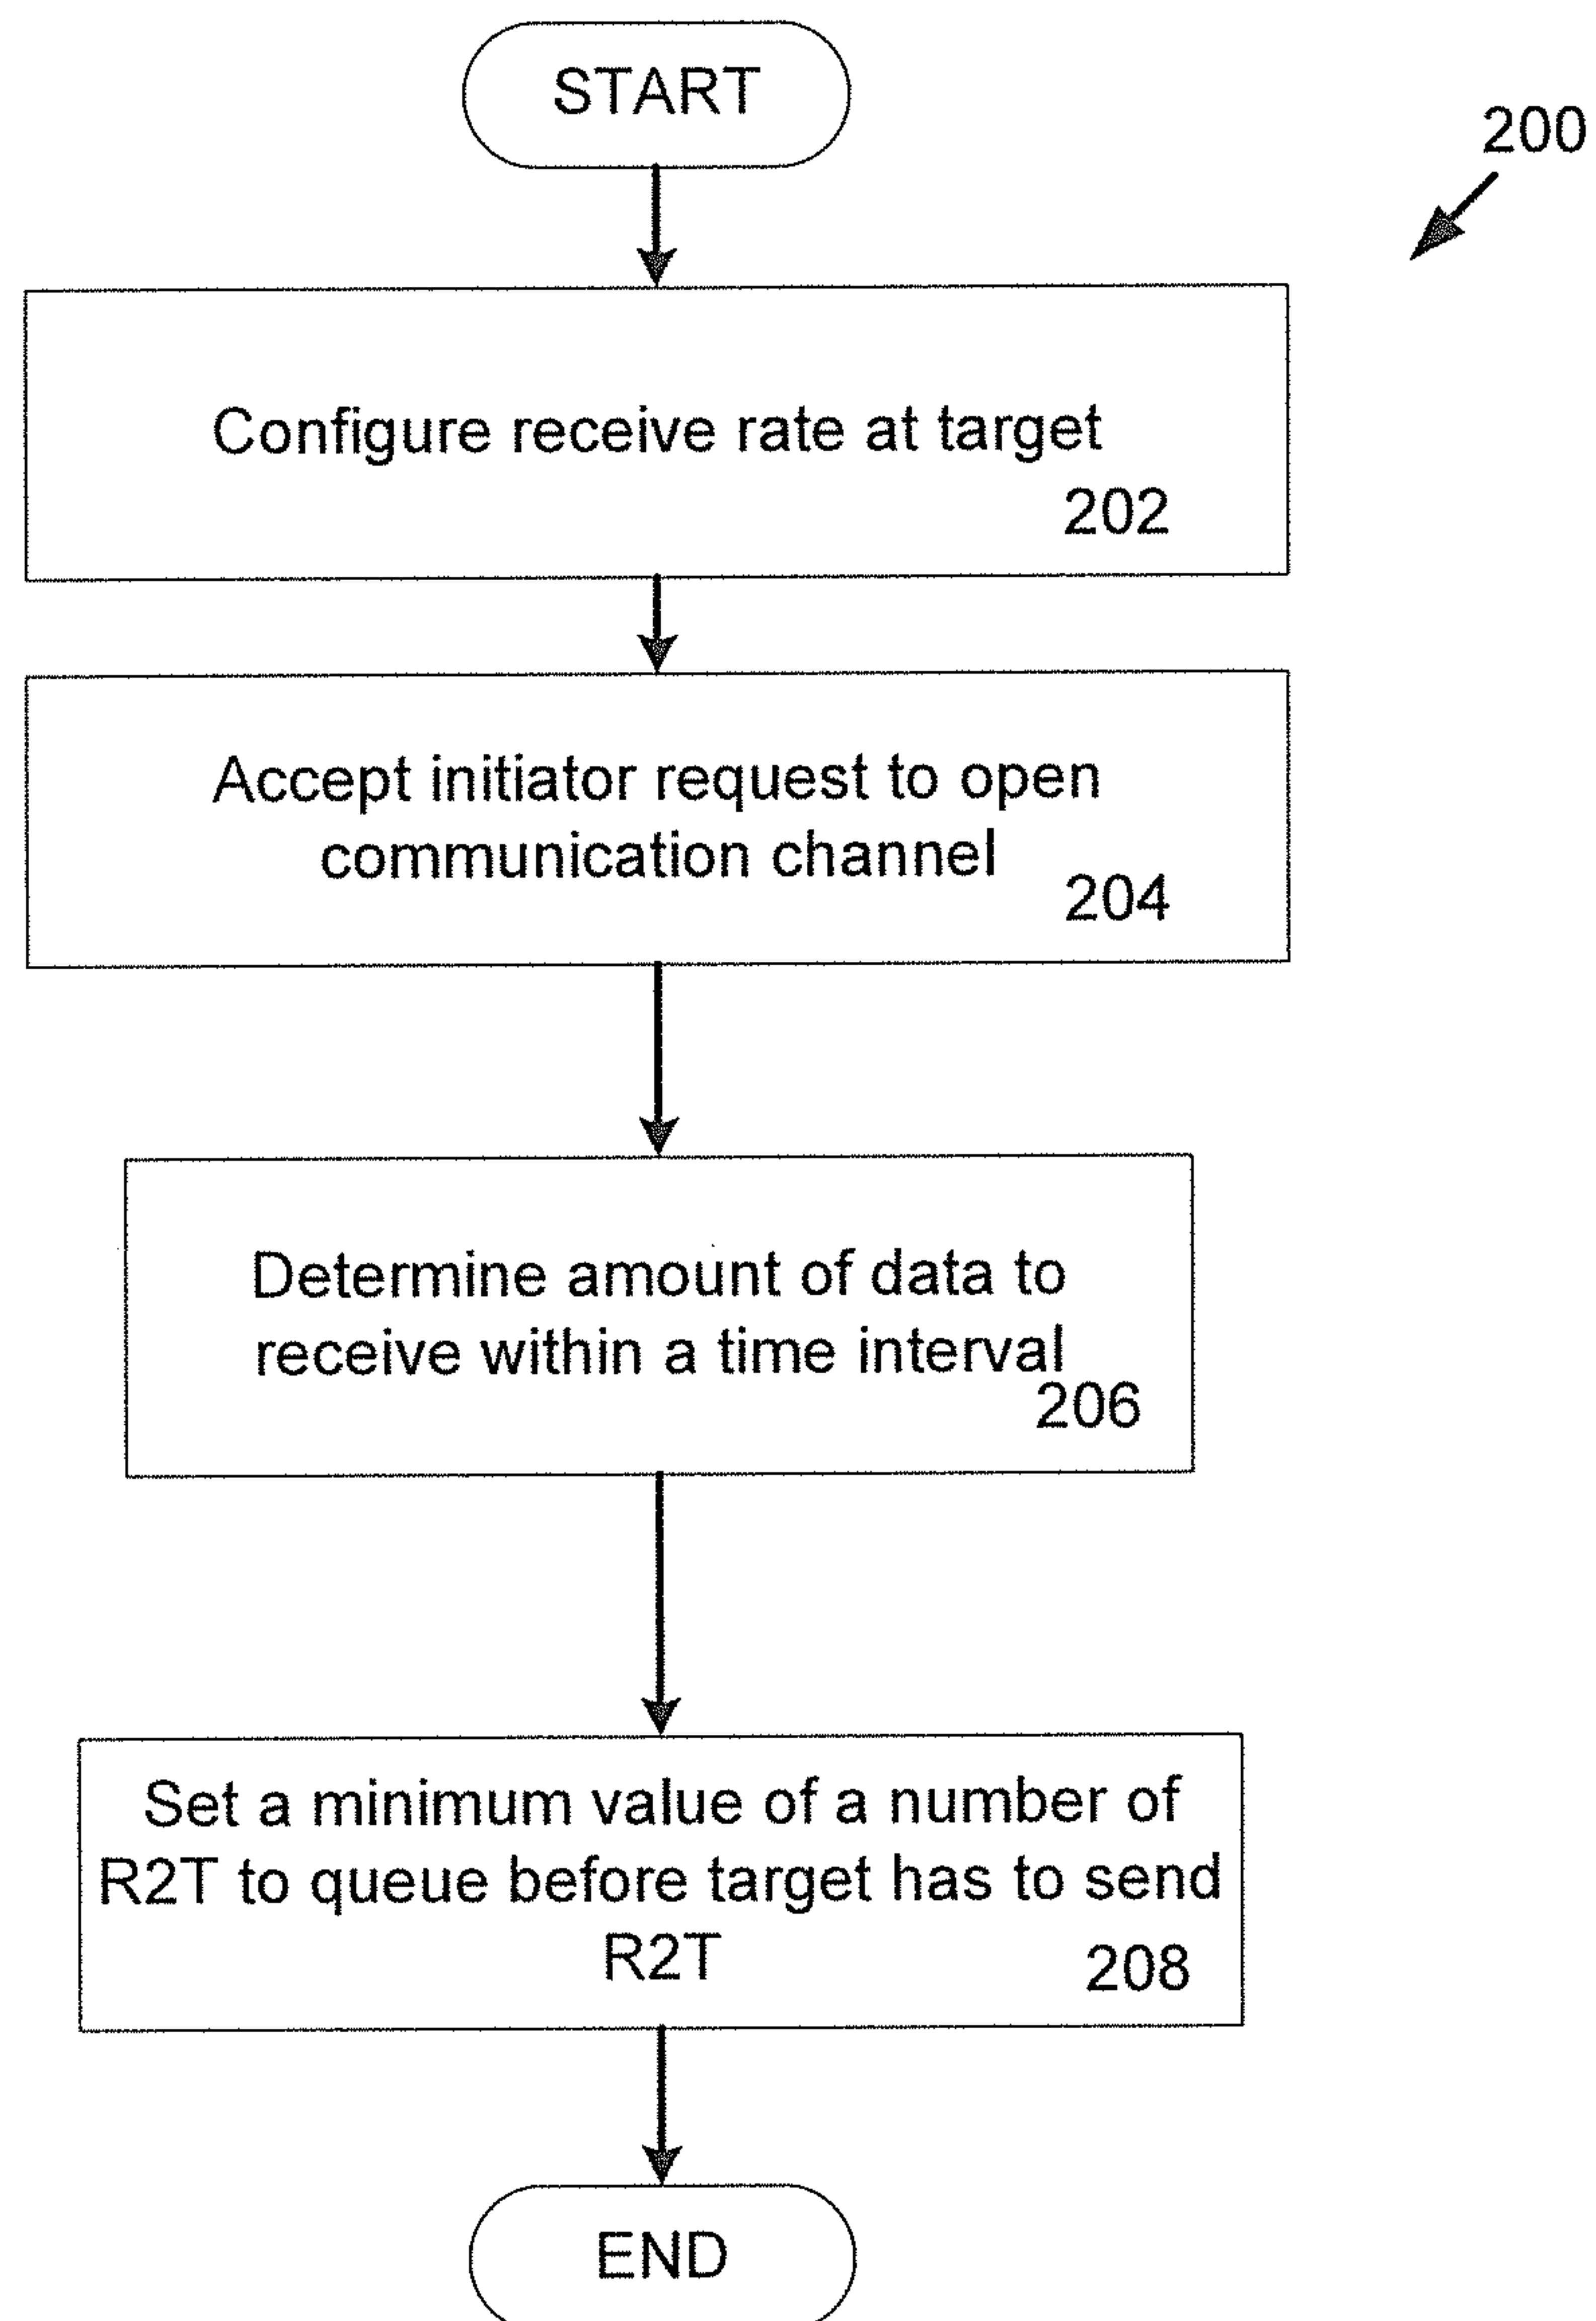 START
200
Configure receive rate at target
202
Accept initiator request to open
communication channel
204
Determine amount of data to
receive within a time interval
206
Set a minimum value of a number of
R2T to queue before target has to send
R2T
208
END